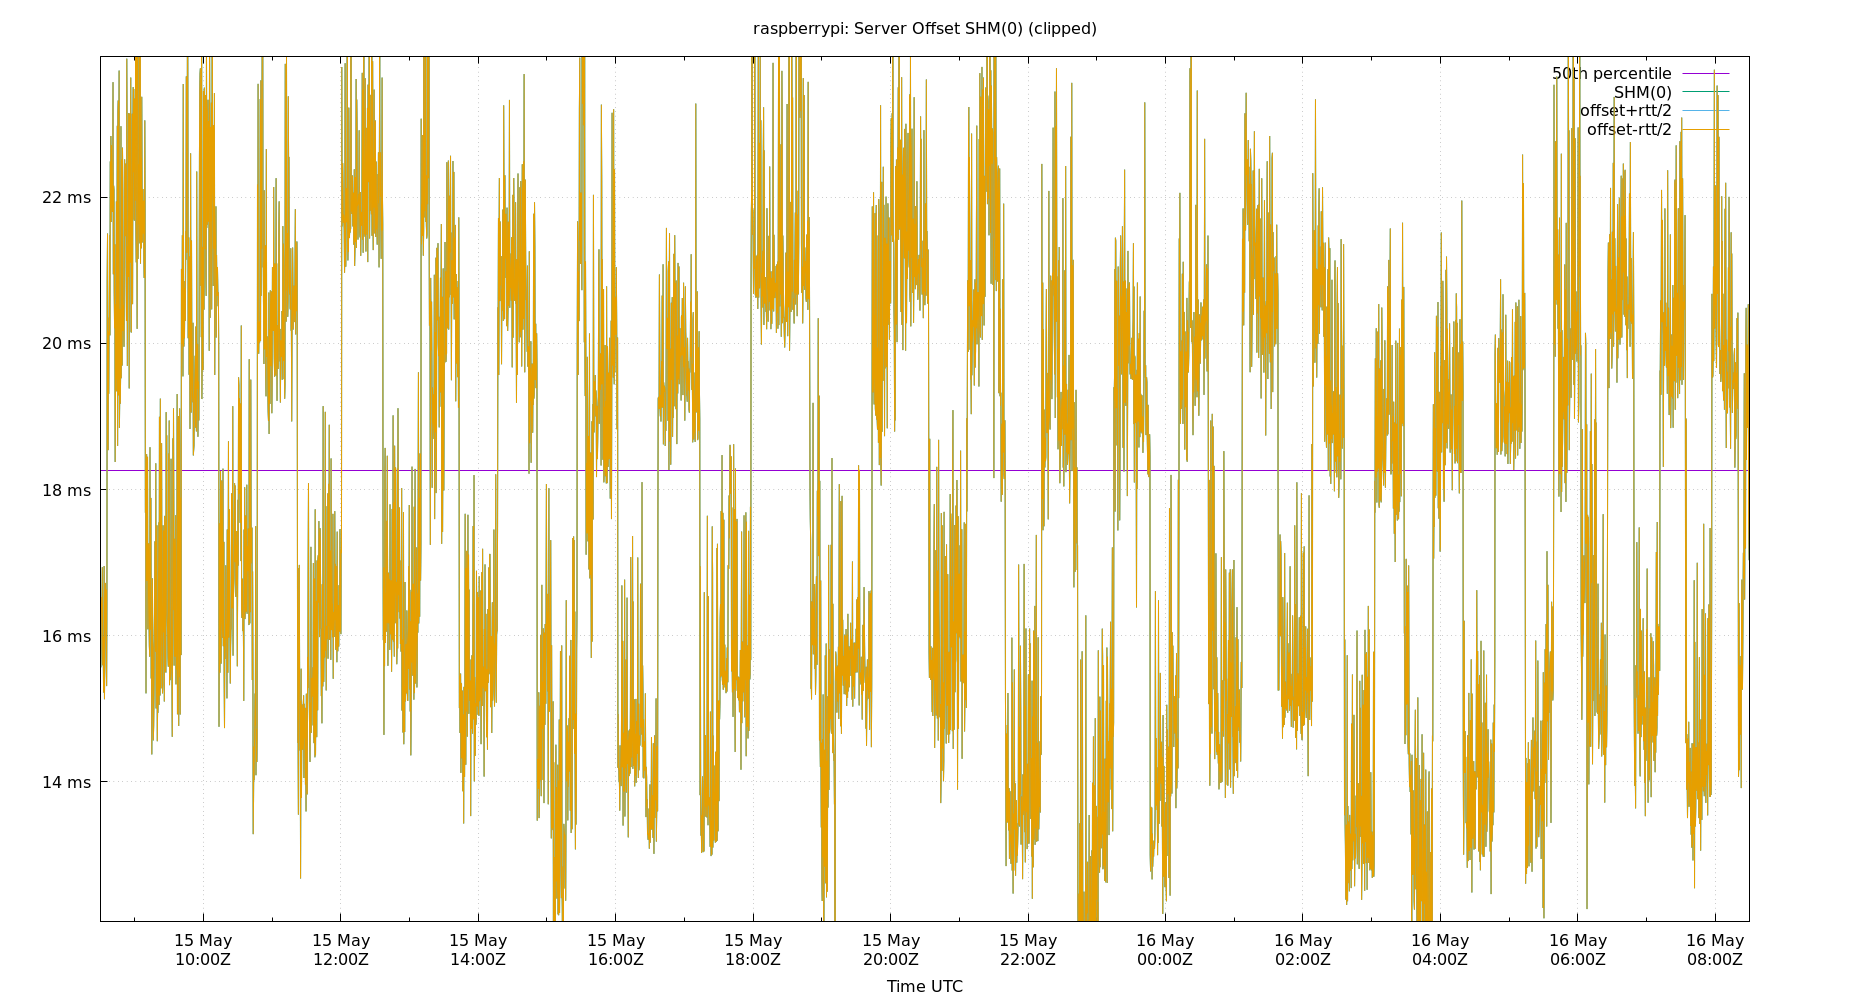 raspberrypi: Server Offset SHM(0) (clipped)
50th percentile
SHM(0)
offset+rtt/2
offset-rtt/2
22 ms
20 ms
18 ms
16 ms
14 ms
15 May 15 May 15 May 15 May 15 May 15 May 15 May 16 May 16 May 16 May 16 May 16 May
10:00Z 12:00Z 14:00Z 16:00Z 18:00Z 20:00Z 22:00Z 00:00Z 02:00Z 04:00Z 06:00Z 08:00Z
Time UTC